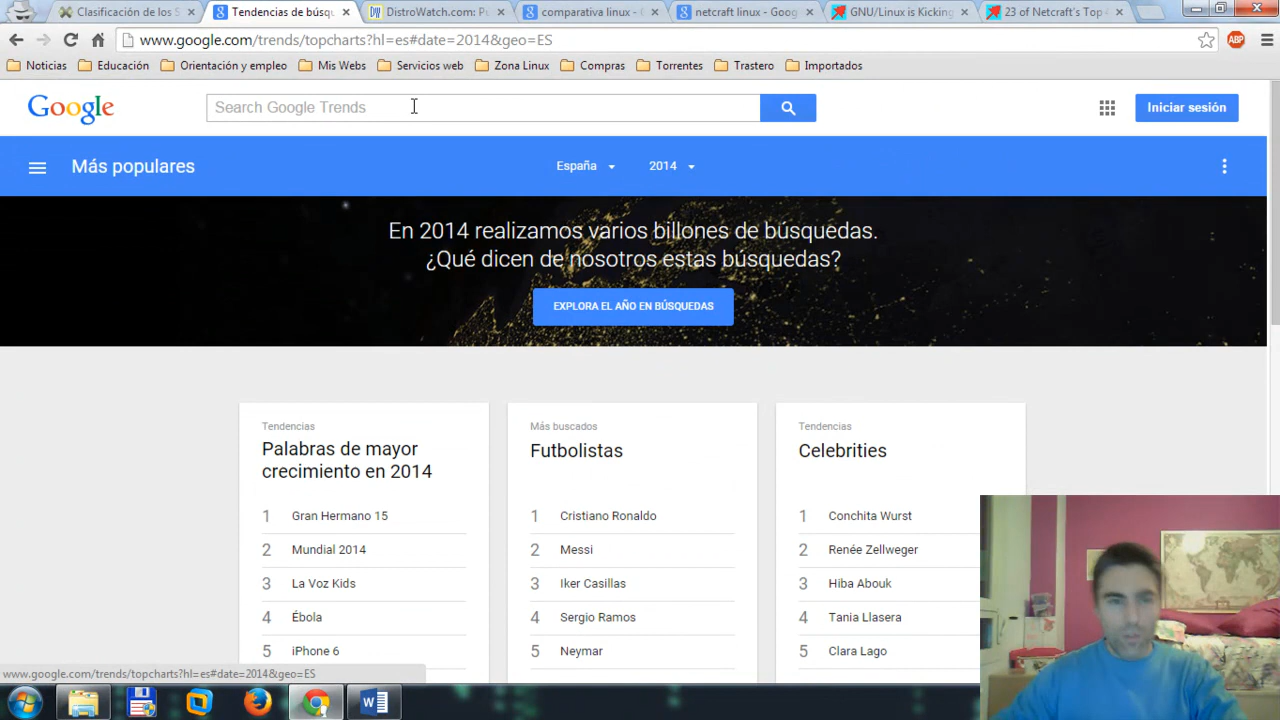 Clasificación de los S
Tendencias de búsqu
DistroWatch.com: Pu
comparativa linux - G
netcraft linux - Goog
GNU/Linux is Kicking
23 of Netcraft's Top
www.google.com/trends/topcharts?hl=es#date=2014&geo=ES
ABP
Noticias
Educación
Orientación y empleo
Mis Webs
Servicios web
Zona Linux
Compras
Torrentes
Trastero
Importados
Google
Search Google Trends
Iniciar sesión
Más populares
España
2014
En 2014 realizamos varios billones de búsquedas.
¿Qué dicen de nosotros estas búsquedas?
EXPLORA EL AÑO EN BÚSQUEDAS
Tendencias
Palabras de mayor
crecimiento en 2014
1 Gran Hermano 15
2 Mundial 2014
3 La Voz Kids
4 Ébola
5 iPhone 6
Más buscados
Futbolistas
1 Cristiano Ronaldo
2 Messi
3 Iker Casillas
4 Sergio Ramos
5 Neymar
Tendencias
Celebrities
1 Conchita Wurst
2 Renée Zellweger
3 Hiba Abouk
4 Tania Llasera
5 Clara Lago
www.google.com/trends/topcharts?hl=es#date=2014&geo=ES